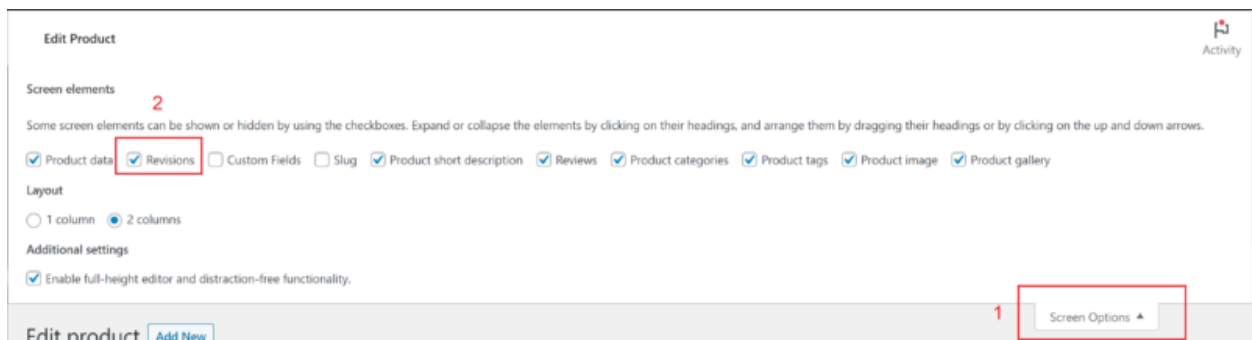 Edit Product
Activity
Screen elements
2
Some screen elements can be shown or hidden by using the checkboxes. Expand or collapse the elements by clicking on their headings, and arrange them by dragging their headings or by clicking on the up and down arrows.
Product data Revisions Custom Fields Slug Product short description Reviews Product categories Product tags Product image Product gallery
Layout
1 column 2 columns
Additional settings
Enable full-height editor and distraction-free functionality.
1 Screen Options
Edit product Add New